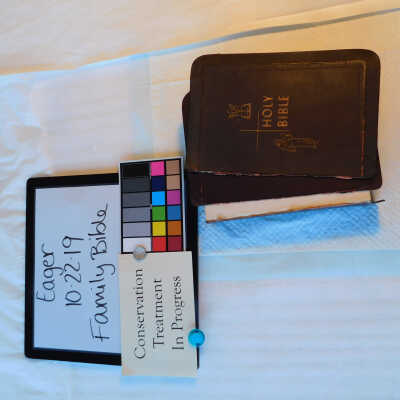 Eager
10·22·19
Family Bible
Conservation
Treatment
In Progress
HOLY
BIBLE